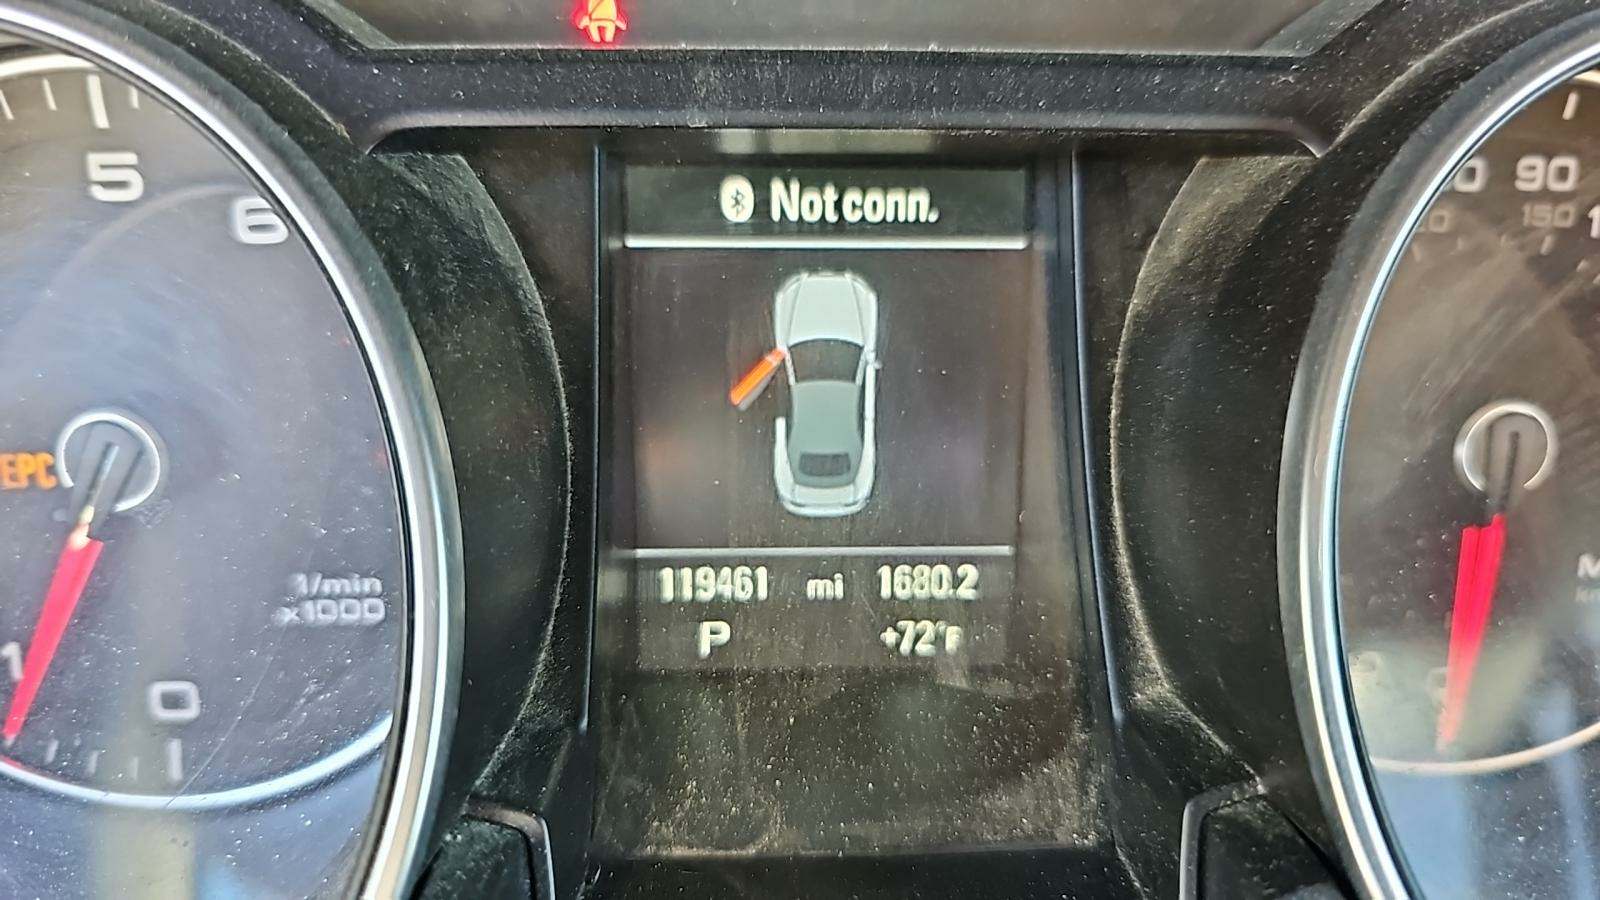 Not conn.
5
6
90
150
EPC
1/min
x1000
119461 mi 1680.2
P +72°F
1
0